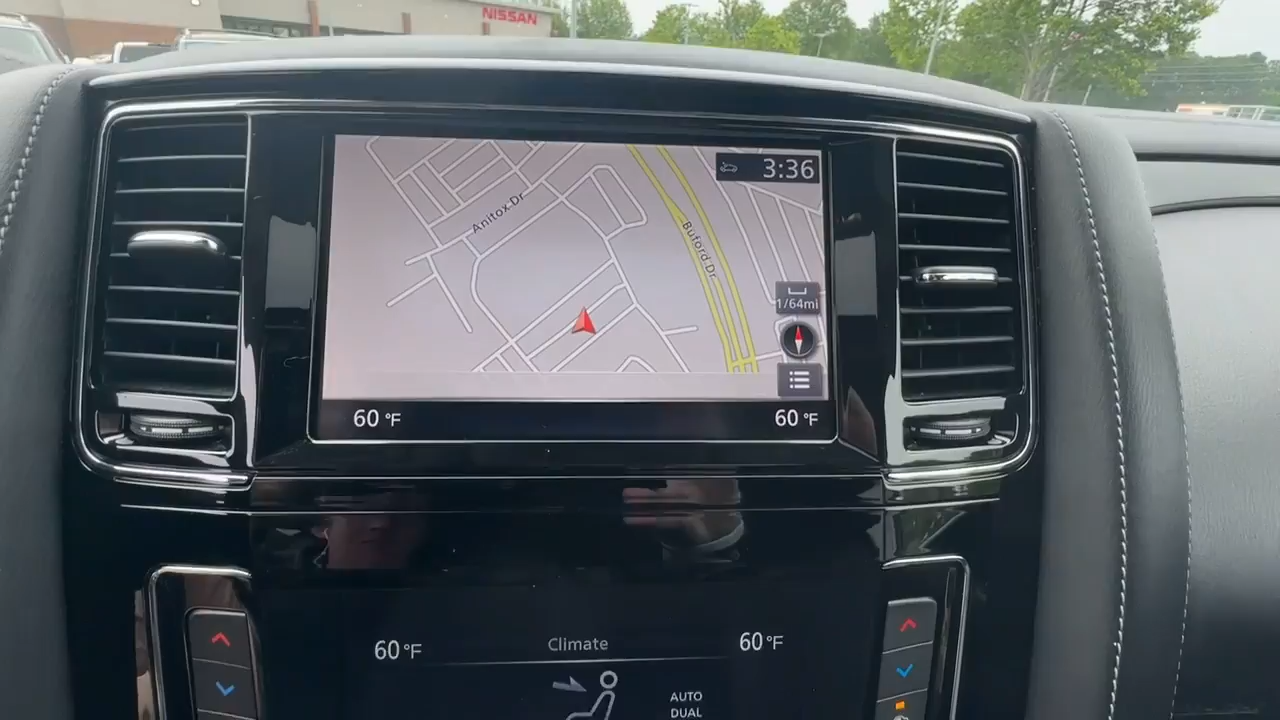 NISSAN
3:36
Anitox Dr
Buford Dr
1/64mi
60 °F
60 °F
60 °F
Climate
60 °F
AUTO
DUAL